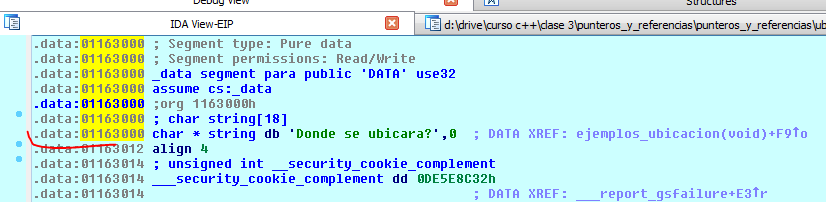 Debug View
Structures
IDA View-EIP
d:\drive\curso c++\clase 3\punteros_y_referencias\punteros_y_referencias\ub
.data:01163000 ; Segment type: Pure data
.data:01163000 ; Segment permissions: Read/Write
.data:01163000 _data segment para public 'DATA' use32
.data:01163000 assume cs:_data
.data:01163000 ;org 1163000h
.data:01163000 ; char string[18]
.data:01163000 char * string db 'Donde se ubicara?',0 ; DATA XREF: ejemplos_ubicacion(void)+F9↑o
.data:01163012 align 4
.data:01163014 ; unsigned int __security_cookie_complement
.data:01163014 ___security_cookie_complement dd 0DE5E8C32h
.data:01163014 ; DATA XREF: ___report_gsfailure+E3↑r